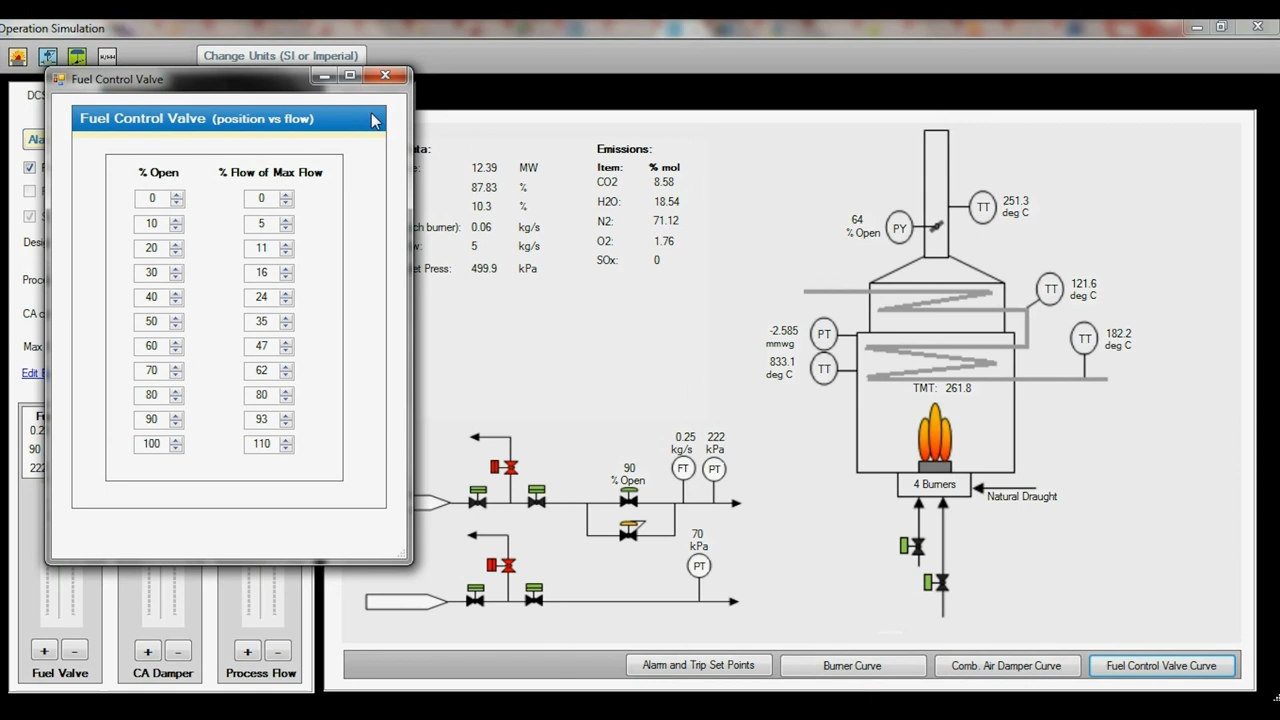 Operation Simulation
Change Units (SI or Imperial)
Fuel Control Valve
Fuel Control Valve (position vs flow)
% Open % Flow of Max Flow
0 0
10 5
20 11
30 16
40 24
50 35
60 47
70 62
80 80
90 93
100 110
12.39 MW
87.83 %
10.3 %
0.06 kg/s
5 kg/s
499.9 kPa
Emissions:
Item: % mol
CO2 8.58
H2O: 18.54
N2: 71.12
O2: 1.76
SOx: 0
64
% Open
PY
TT
251.3
deg C
TT
121.6
deg C
-2.585
mmwg
PT
833.1
deg C
TT
TT
182.2
deg C
TMT: 261.8
4 Burners
Natural Draught
90
% Open
0.25
kg/s
222
kPa
FT
PT
70
kPa
PT
+ -
Fuel Valve
+ -
CA Damper
+ -
Process Flow
Alarm and Trip Set Points
Burner Curve
Comb. Air Damper Curve
Fuel Control Valve Curve